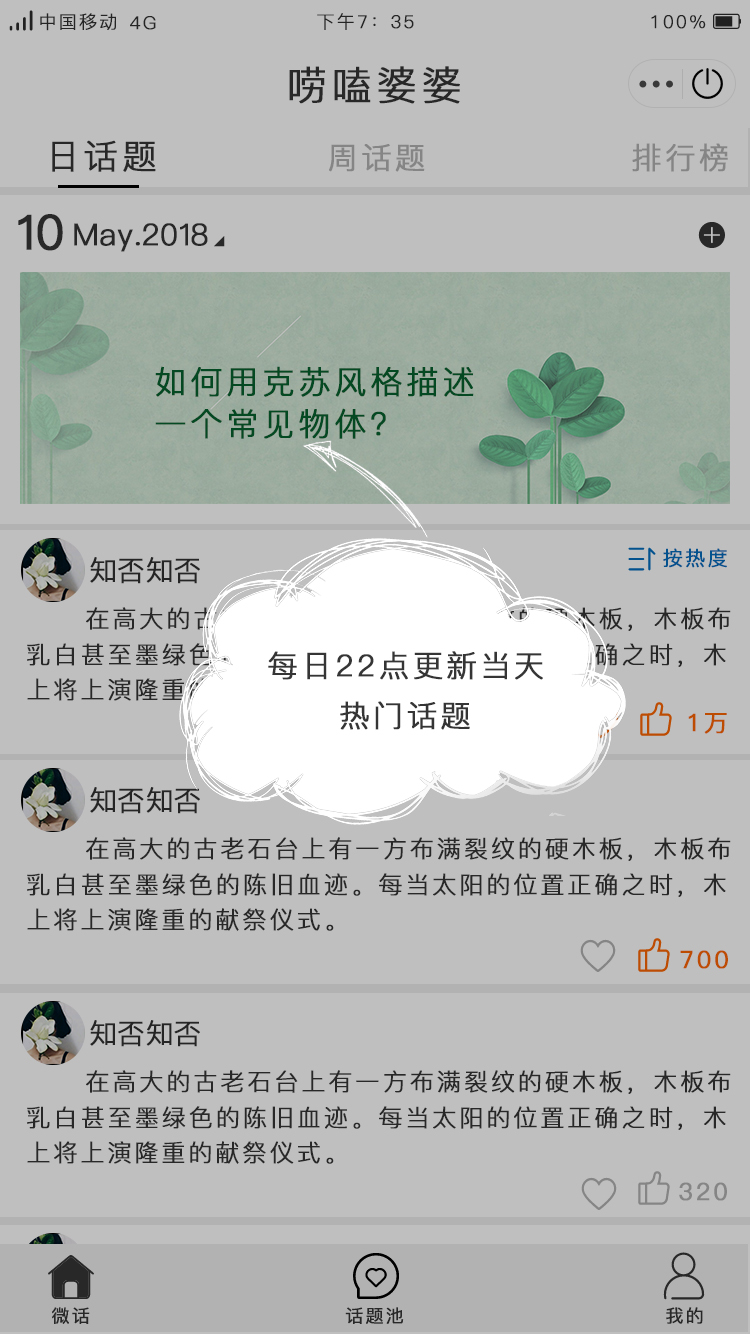 中国移动 4G 下午7：35 100%
唠嗑婆婆
日话题 周话题 排行榜
10 May.2018
如何用克苏风格描述
一个常见物体？
知否知否 按热度
在高大的古 硬木板，木板布
乳白甚至墨绿色 确之时，木
上将上演隆重的
每日22点更新当天
热门话题
1万
知否知否
在高大的古老石台上有一方布满裂纹的硬木板，木板布
乳白甚至墨绿色的陈旧血迹。每当太阳的位置正确之时，木
上将上演隆重的献祭仪式。
700
知否知否
在高大的古老石台上有一方布满裂纹的硬木板，木板布
乳白甚至墨绿色的陈旧血迹。每当太阳的位置正确之时，木
上将上演隆重的献祭仪式。
320
微话 话题池 我的